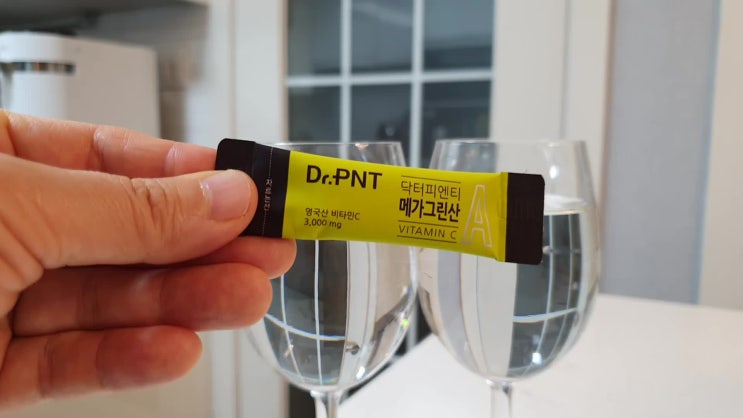 Dr.PNT
영국산 비타민C
3,000 mg
닥터피엔티
메가그린산
VITAMIN C
A